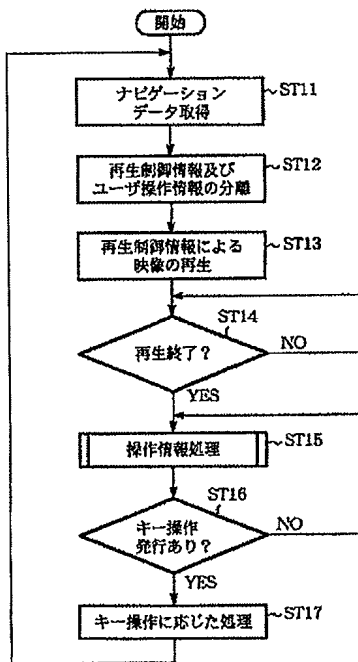 開始
ナビゲーション
データ取得
ST11
再生制御情報及び
ユーザ操作情報の分離
ST12
再生制御情報による
映像の再生
ST13
ST14
再生終了？
NO
YES
操作情報処理
ST15
ST16
キー操作
発行あり？
NO
YES
キー操作に応じた処理
ST17